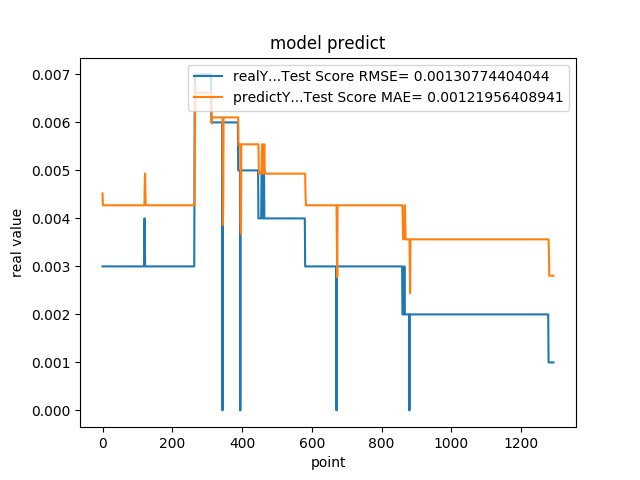 model predict
realY...Test Score RMSE= 0.00130774404044
predictY...Test Score MAE= 0.00121956408941
0.007
0.006
0.005
0.004
0.003
0.002
0.001
0.000
real value
0 200 400 600 800 1000 1200
point